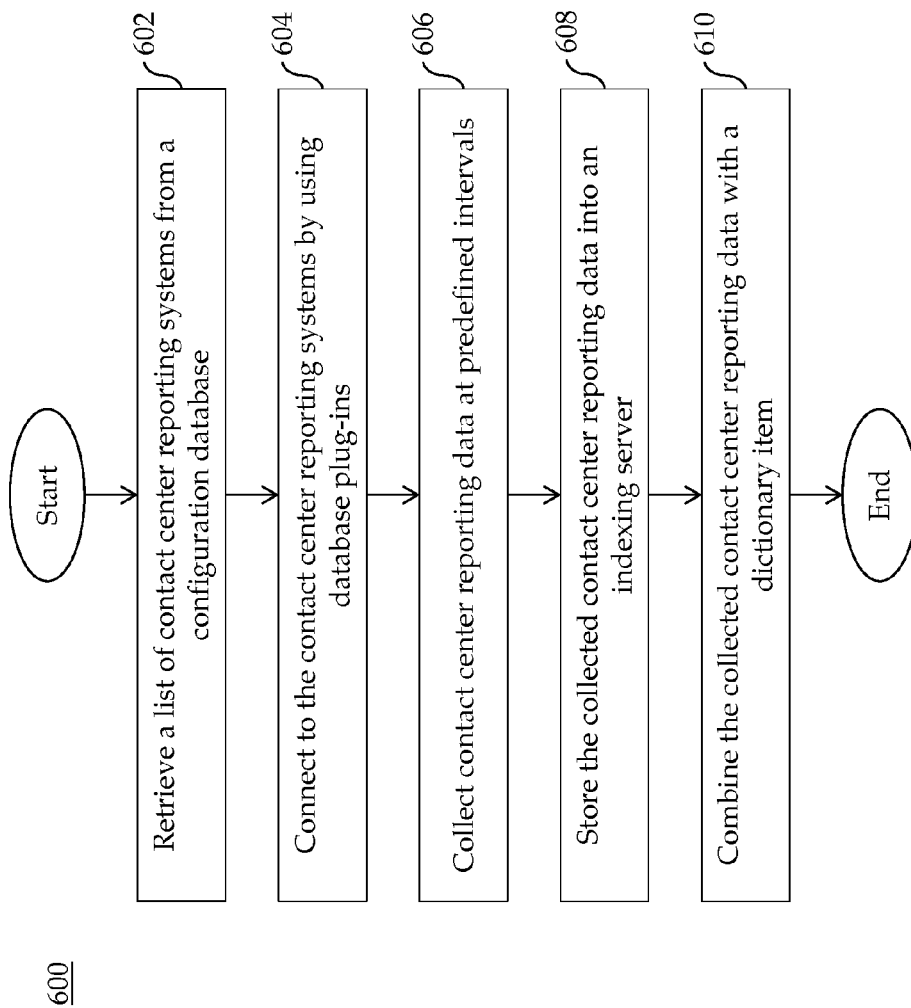 600
Start
Retrieve a list of contact center reporting systems from a
configuration database
602
Connect to the contact center reporting systems by using
database plug-ins
604
Collect contact center reporting data at predefined intervals
606
Store the collected contact center reporting data into an
indexing server
608
Combine the collected contact center reporting data with a
dictionary item
610
End